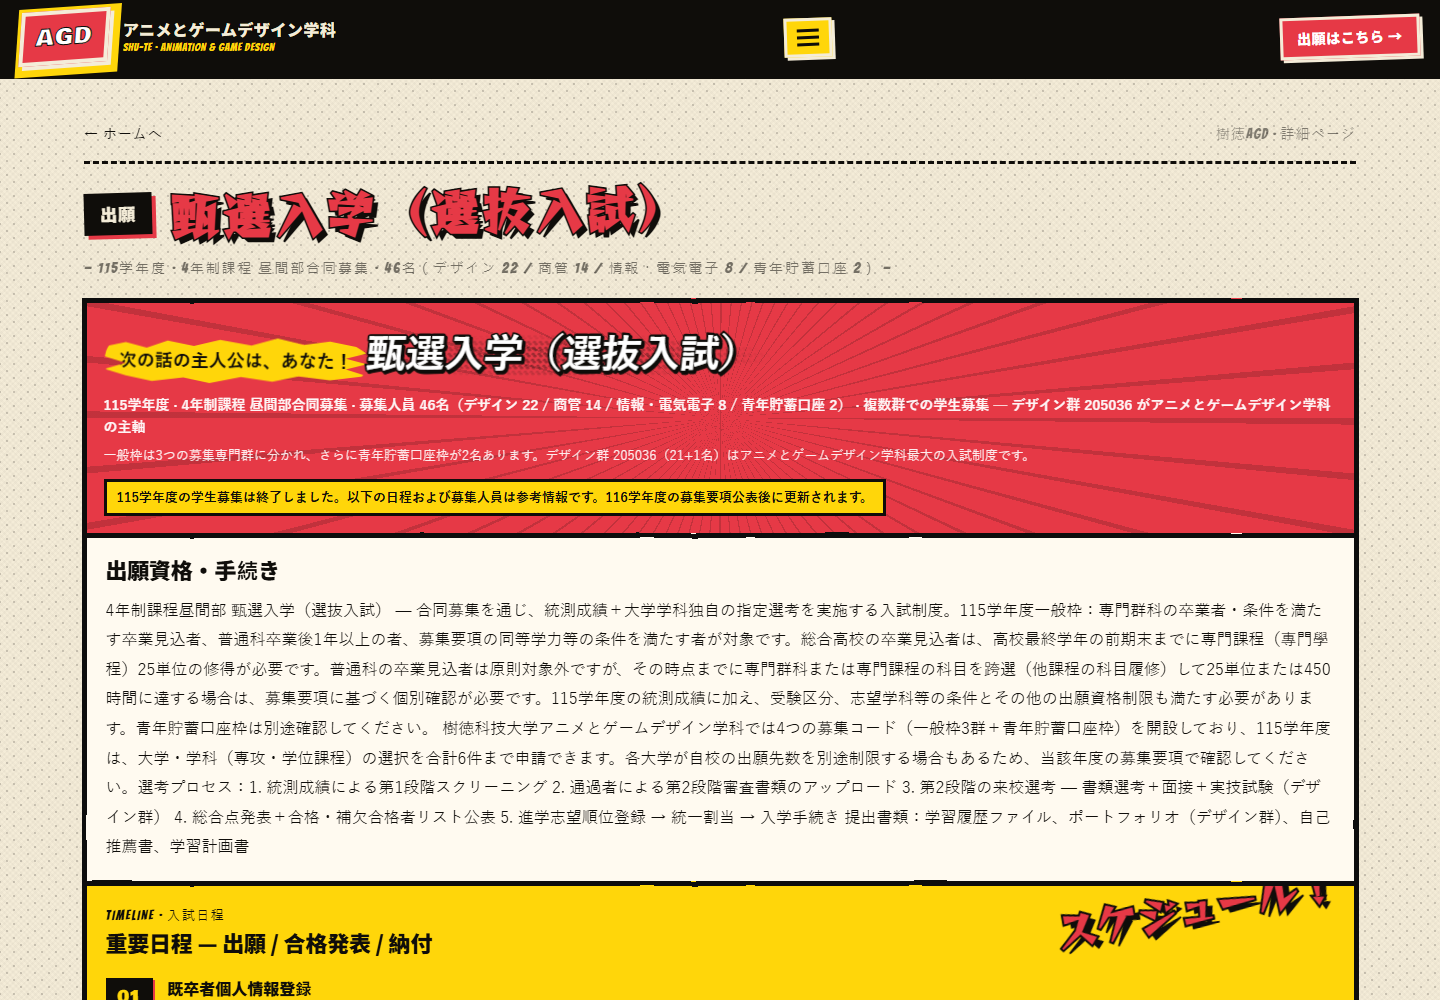 AGD
アニメとゲームデザイン学科
SHU-TE · ANIMATION & GAME DESIGN
出願はこちら →
← ホームへ
樹徳AGD · 詳細ページ
出願
甄選入学（選抜入試）
— 115学年度 · 4年制課程 昼間部合同募集 · 46名 ( デザイン 22 / 商管 14 / 情報・電気電子 8 / 青年貯蓄口座 2 ) —
次の話の主人公は、あなた！
甄選入学（選抜入試）
115学年度 · 4年制課程 昼間部合同募集 · 募集人員 46名（デザイン 22 / 商管 14 / 情報・電気電子 8 / 青年貯蓄口座 2） · 複数群での学生募集 — デザイン群 205036 がアニメとゲームデザイン学科
の主軸
一般枠は3つの募集専門群に分かれ、さらに青年貯蓄口座枠が2名あります。デザイン群 205036（21+1名）はアニメとゲームデザイン学科最大の入試制度です。
115学年度の学生募集は終了しました。以下の日程および募集人員は参考情報です。116学年度の募集要項公表後に更新されます。
出願資格・手続き
4年制課程昼間部 甄選入学（選抜入試） — 合同募集を通じ、統測成績＋大学学科独自の指定選考を実施する入試制度。115学年度一般枠：専門群科の卒業者・条件を満た
す卒業見込者、普通科卒業後1年以上の者、募集要項の同等学力等の条件を満たす者が対象です。総合高校の卒業見込者は、高校最終学年の前期末までに専門課程（専門學
程）25単位の修得が必要です。普通科の卒業見込者は原則対象外ですが、その時点までに専門群科または専門課程の科目を跨選（他課程の科目履修）して25単位または450
時間に達する場合は、募集要項に基づく個別確認が必要です。115学年度の統測成績に加え、受験区分、志望学科等の条件とその他の出願資格制限も満たす必要がありま
す。青年貯蓄口座枠は別途確認してください。 樹徳科技大学アニメとゲームデザイン学科では4つの募集コード（一般枠3群＋青年貯蓄口座枠）を開設しており、115学年度
は、大学・学科（専攻・学位課程）の選択を合計6件まで申請できます。各大学が自校の出願先数を別途制限する場合もあるため、当該年度の募集要項で確認してくださ
い。選考プロセス：1. 統測成績による第1段階スクリーニング 2. 通過者による第2段階審査書類のアップロード 3. 第2段階の来校選考 — 書類選考＋面接＋実技試験（デザ
イン群） 4. 総合点発表＋合格・補欠合格者リスト公表 5. 進学志望順位登録 → 統一割当 → 入学手続き 提出書類：学習履歴ファイル、ポートフォリオ（デザイン群）、自己
推薦書、学習計画書
TIMELINE · 入試日程
スケジュール！
重要日程 — 出願 / 合格発表 / 納付
01
既卒者個人情報登録